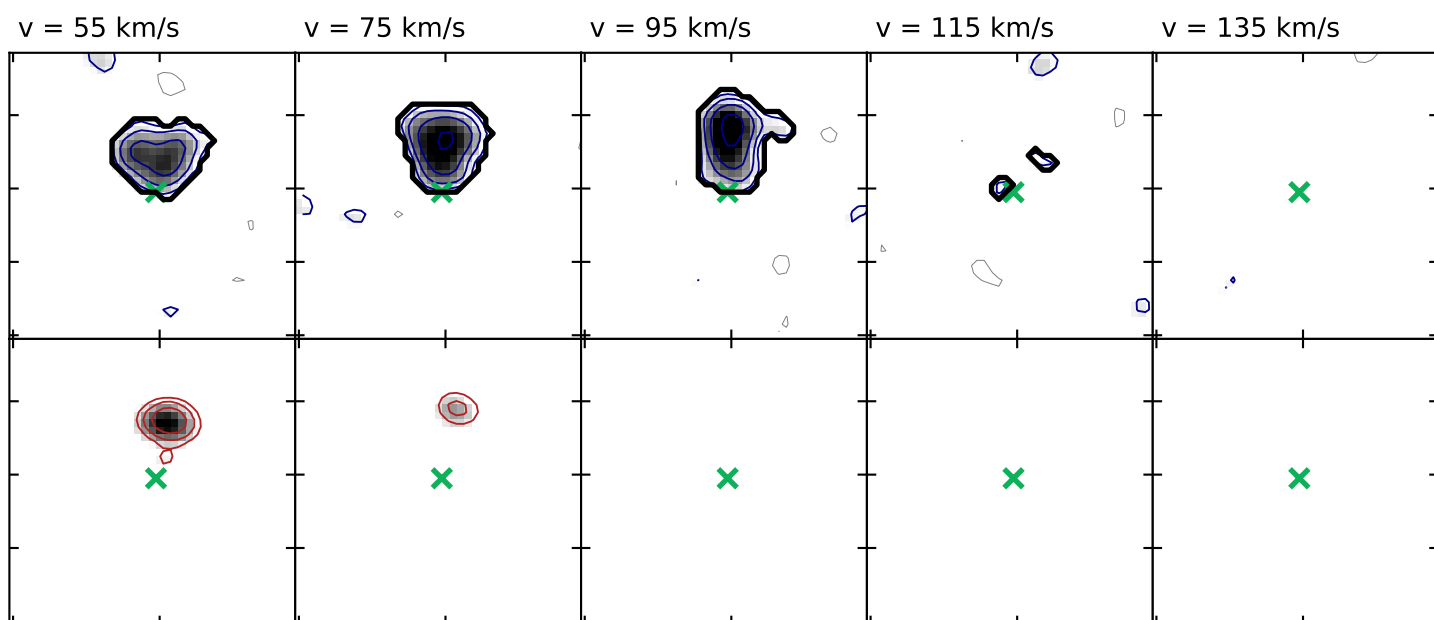 v = 55 km/s
v = 75 km/s
v = 95 km/s
v = 115 km/s
v = 135 km/s